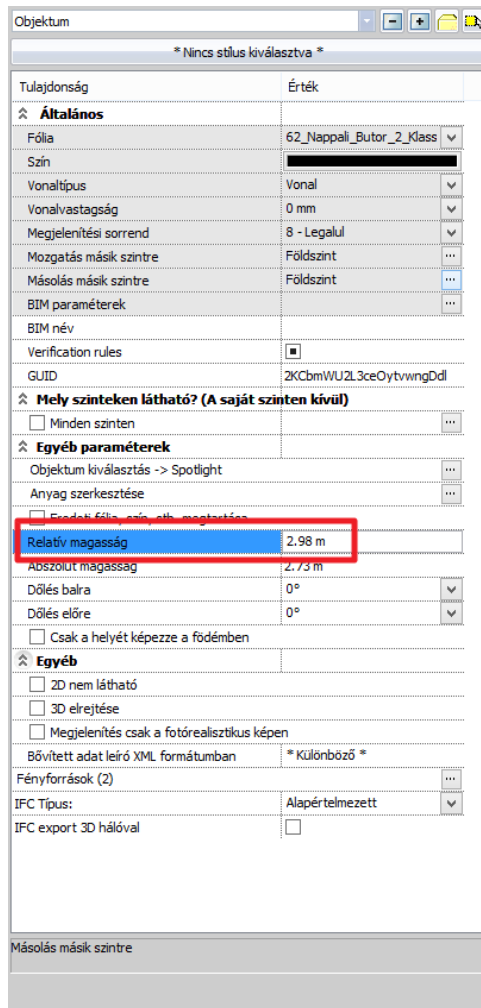 Objektum
* Nincs stílus kiválasztva *
Tulajdonság Érték
Általános
Fólia 62_Nappali_Butor_2_Klass
Szín
Vonaltípus Vonal
Vonalvastagság 0 mm
Megjelenítési sorrend 8 - Legalul
Mozgatás másik szintre Földszint
Másolás másik szintre Földszint
BIM paraméterek
BIM név
Verification rules
GUID 2KCbmWU2L3ceOytvwngDdl
Mely szinteken látható? (A saját szinten kívül)
Minden szinten
Egyéb paraméterek
Objektum kiválasztás -> Spotlight
Anyag szerkesztése
Eredeti fólia, szín, stb. megtartása
Relatív magasság 2.98 m
Abszolút magasság 2.73 m
Dőlés balra 0°
Dőlés előre 0°
Csak a helyét képezze a födémben
Egyéb
2D nem látható
3D elrejtése
Megjelenítés csak a fotórealisztikus képen
Bővített adat leíró XML formátumban * Különböző *
Fényforrások (2)
IFC Típus: Alapértelmezett
IFC export 3D hálóval
Másolás másik szintre